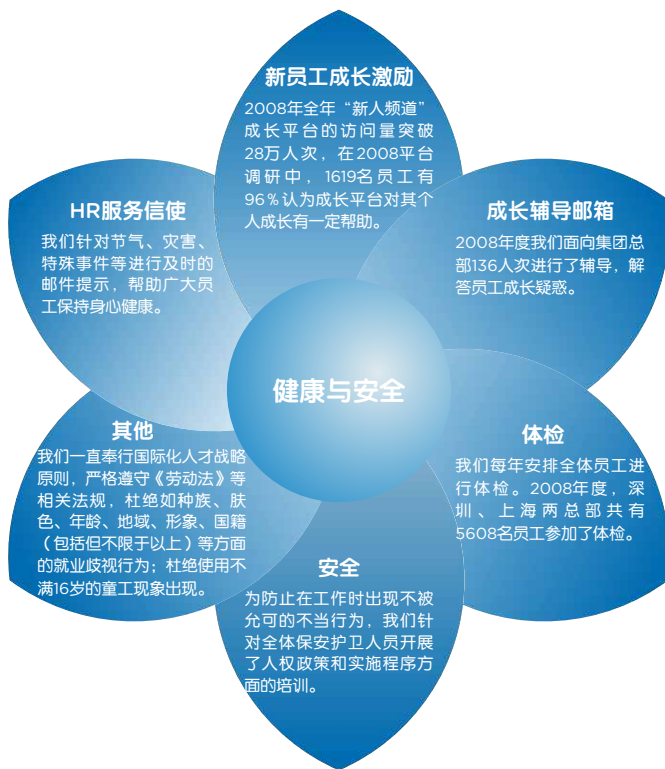 新员工成长激励
2008年全年“新人频道”
成长平台的访问量突破
28万人次，在2008平台
调研中，1619名员工有
96％认为成长平台对其个
人成长有一定帮助。
成长辅导邮箱
2008年度我们面向集团总
部136人次进行了辅导，解
答员工成长疑惑。
体检
我们每年安排全体员工进
行体检。2008年度，深
圳、上海两总部共有
5608名员工参加了体检。
安全
为防止在工作时出现不被
允可的不当行为，我们针
对全体保安护卫人员开展
了人权政策和实施程序方
面的培训。
其他
我们一直奉行国际化人才战略
原则，严格遵守《劳动法》等
相关法规，杜绝如种族、肤
色、年龄、地域、形象、国籍
（包括但不限于以上）等方面
的就业歧视行为；杜绝使用不
满16岁的童工现象出现。
HR服务信使
我们针对节气、灾害、
特殊事件等进行及时的
邮件提示，帮助广大员
工保持身心健康。
健康与安全